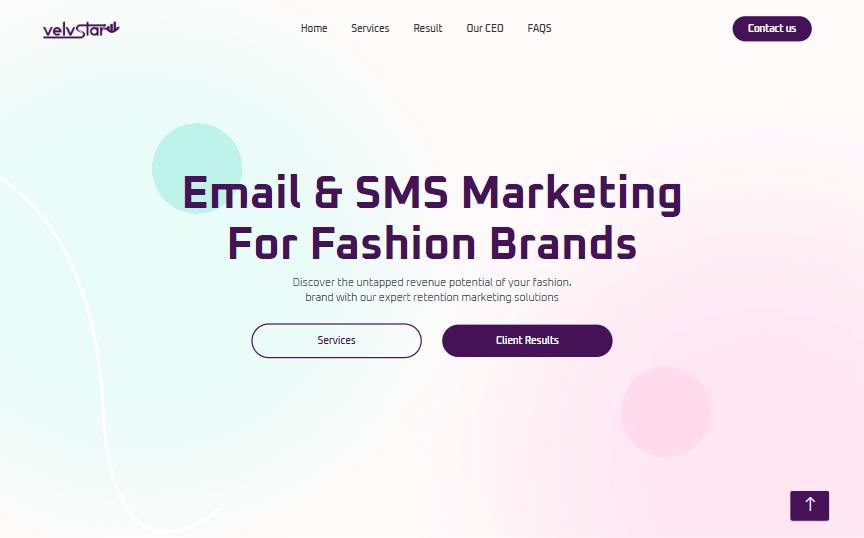 velvstar
Home Services Result Our CEO FAQS
Contact us
Email & SMS Marketing
For Fashion Brands
Discover the untapped revenue potential of your fashion.
brand with our expert retention marketing solutions
Services
Client Results